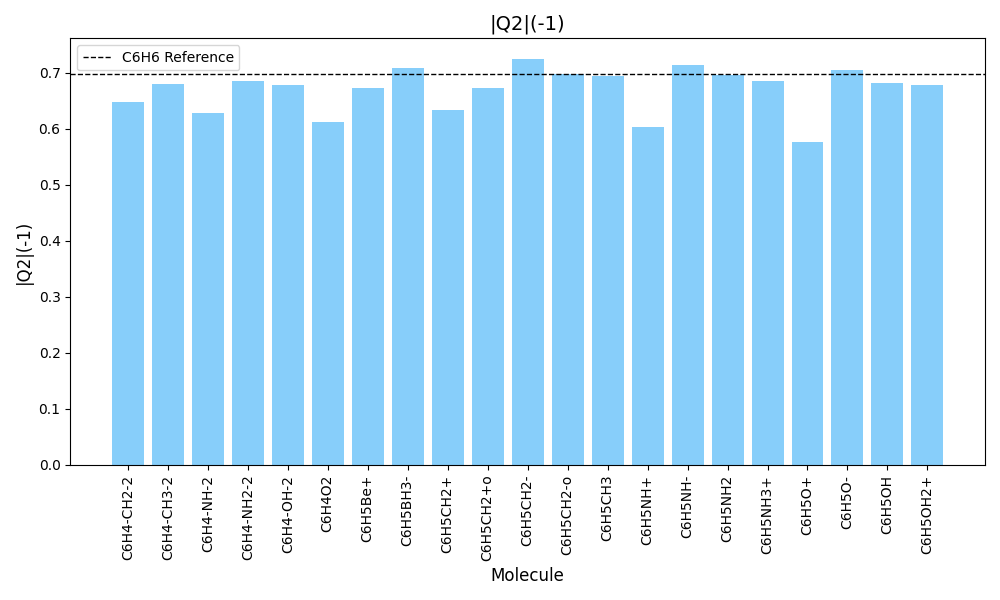 |Q2|(-1)
C6H6 Reference
|Q2|(-1)
0.7
0.6
0.5
0.4
0.3
0.2
0.1
0.0
C6H4-CH2-2
C6H4-CH3-2
C6H4-NH-2
C6H4-NH2-2
C6H4-OH-2
C6H4O2
C6H5Be+
C6H5BH3-
C6H5CH2+
C6H5CH2+o
C6H5CH2-
C6H5CH2-o
C6H5CH3
C6H5NH+
C6H5NH-
C6H5NH2
C6H5NH3+
C6H5O+
C6H5O-
C6H5OH
C6H5OH2+
Molecule